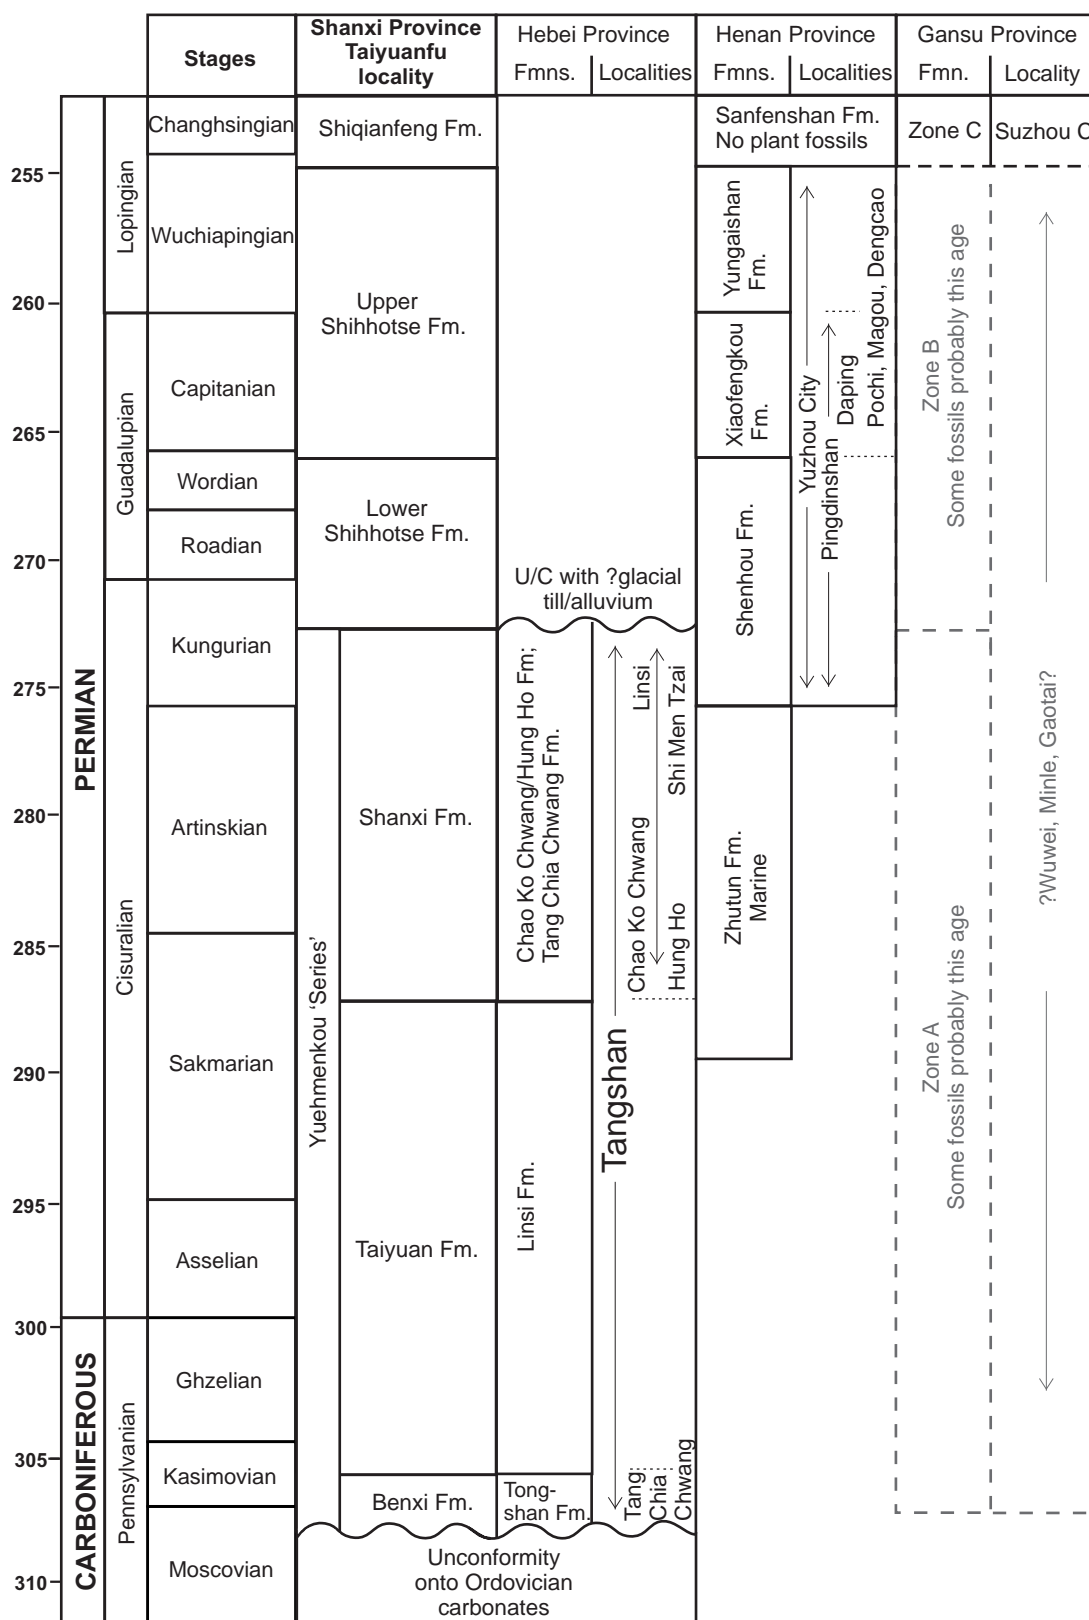 Stages
Shanxi Province
Taiyuanfu
locality
Hebei Province
Fmns.
Localities
Henan Province
Fmns.
Localities
Gansu Province
Fmn.
Locality
255
260
265
270
275
280
285
290
295
300
305
310
PERMIAN
CARBONIFEROUS
Lopingian
Guadalupian
Cisuralian
Pennsylvanian
Changhsingian
Wuchiapingian
Capitanian
Wordian
Roadian
Kungurian
Artinskian
Sakmarian
Asselian
Ghzelian
Kasimovian
Moscovian
Shiqianfeng Fm.
Upper
Shihhotse Fm.
Lower
Shihhotse Fm.
Yuehmenkou 'Series'
Shanxi Fm.
Taiyuan Fm.
Benxi Fm.
U/C with ?glacial
till/alluvium
Chao Ko Chwang/Hung Ho Fm;
Tang Chia Chwang Fm.
Linsi Fm.
Tong-
shan Fm.
Tangshan
Chao Ko Chwang
Linsi
Hung Ho
Shi Men Tzai
Tang
Chia
Chwang
Unconformity
onto Ordovician
carbonates
Sanfenshan Fm.
No plant fossils
Yungaishan
Fm.
Xiaofengkou
Fm.
Shenhou Fm.
Zhutun Fm.
Marine
Yuzhou City
Pingdinshan
Daping
Pochi, Magou, Dengcao
Zone C
Suzhou C
Zone B
Some fossils probably this age
Zone A
Some fossils probably this age
?Wuwei, Minle, Gaotai?